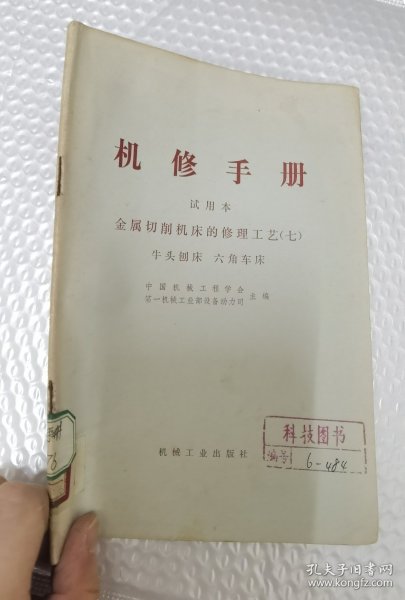 机修手册
试用本
金属切削机床的修理工艺(七)
牛头刨床 六角车床
中国机械工程学会
第一机械工业部设备动力司
主编
机械工业出版社
科技图书
编号 6-484
孔夫子旧书网
www.kongfz.com